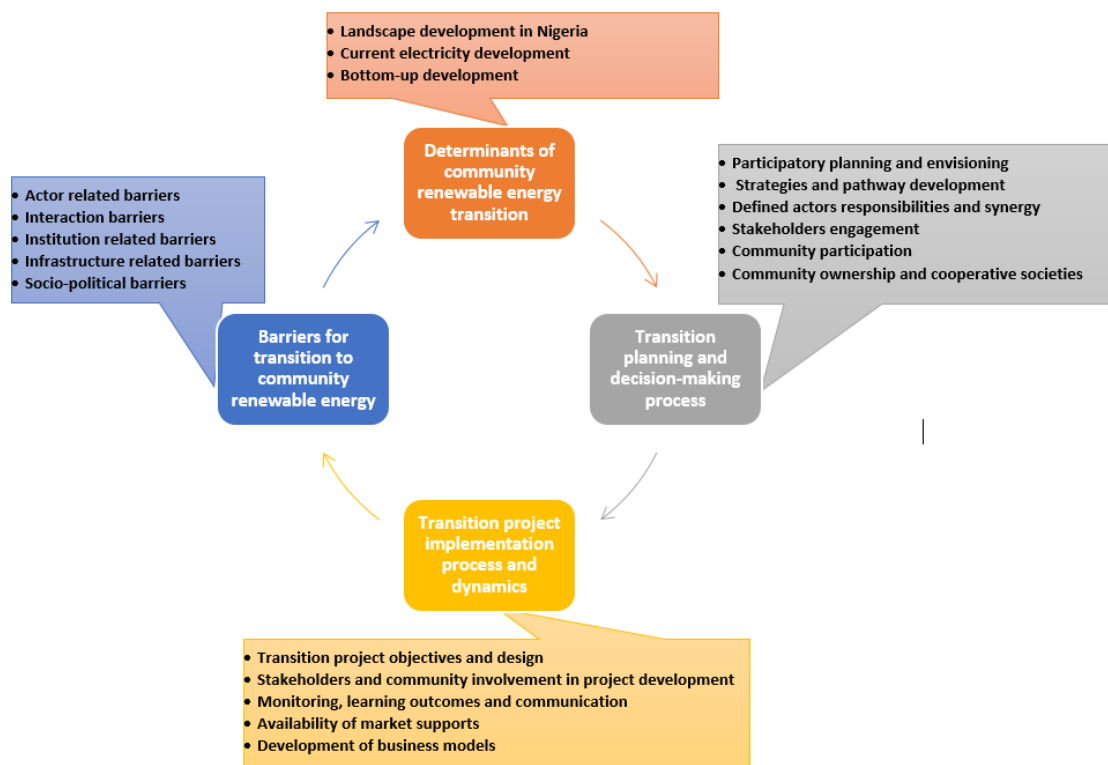 • Landscape development in Nigeria
• Current electricity development
• Bottom-up development
Determinants of
community
renewable energy
transition
• Participatory planning and envisioning
• Strategies and pathway development
• Defined actors responsibilities and synergy
• Stakeholders engagement
• Community participation
• Community ownership and cooperative societies
• Actor related barriers
• Interaction barriers
• Institution related barriers
• Infrastructure related barriers
• Socio-political barriers
Barriers for
transition to
community
renewable energy
Transition
planning and
decision-making
process
Transition project
implementation
process and
dynamics
• Transition project objectives and design
• Stakeholders and community involvement in project development
• Monitoring, learning outcomes and communication
• Availability of market supports
• Development of business models